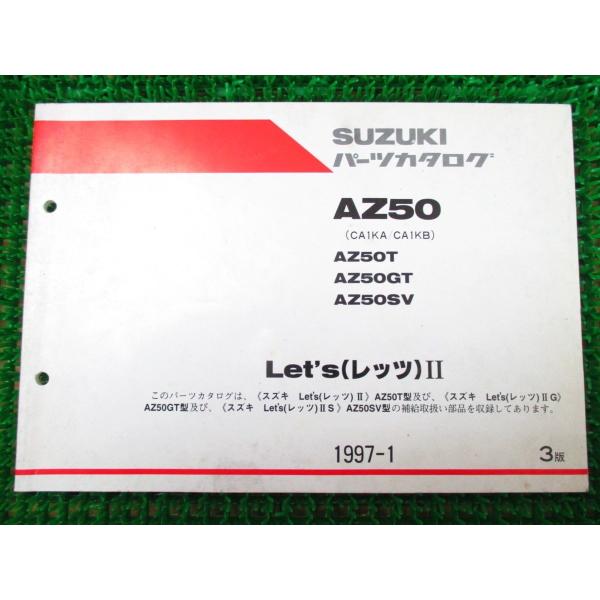 SUZUKI
パーツカタログ
AZ50
(CA1KA/CA1KB)
AZ50T
AZ50GT
AZ50SV
Let's(レッツ)II
このパーツカタログは、《スズキ Let's(レッツ)II》AZ50T型及び、《スズキ Let's(レッツ)IIG》
AZ50GT型及び、《スズキ Let's(レッツ)IIS》AZ50SV型の補給取扱い部品を収録してあります。
1997-1
3版